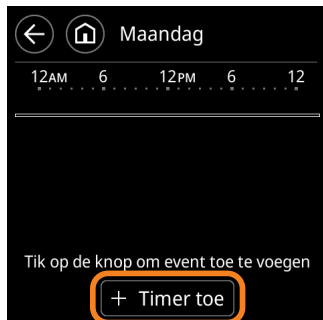 Maandag
12AM 6 12PM 6 12
Tik op de knop om event toe te voegen
+ Timer toe